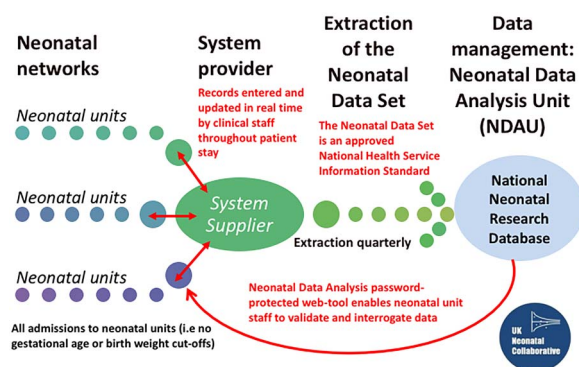 Neonatal
networks
System
provider
Extraction
of the
Neonatal
Data Set
Data
management:
Neonatal Data
Analysis Unit
(NDAU)
Neonatal units
Records entered and
updated in real time
by clinical staff
throughout patient
stay
The Neonatal Data Set
is an approved
National Health Service
Information Standard
Neonatal units
System
Supplier
National
Neonatal
Research
Database
Extraction quarterly
Neonatal units
Neonatal Data Analysis password-
protected web-tool enables neonatal unit
staff to validate and interrogate data
All admissions to neonatal units (i.e no
gestational age or birth weight cut-offs)
UK
Neonatal
Collaborative